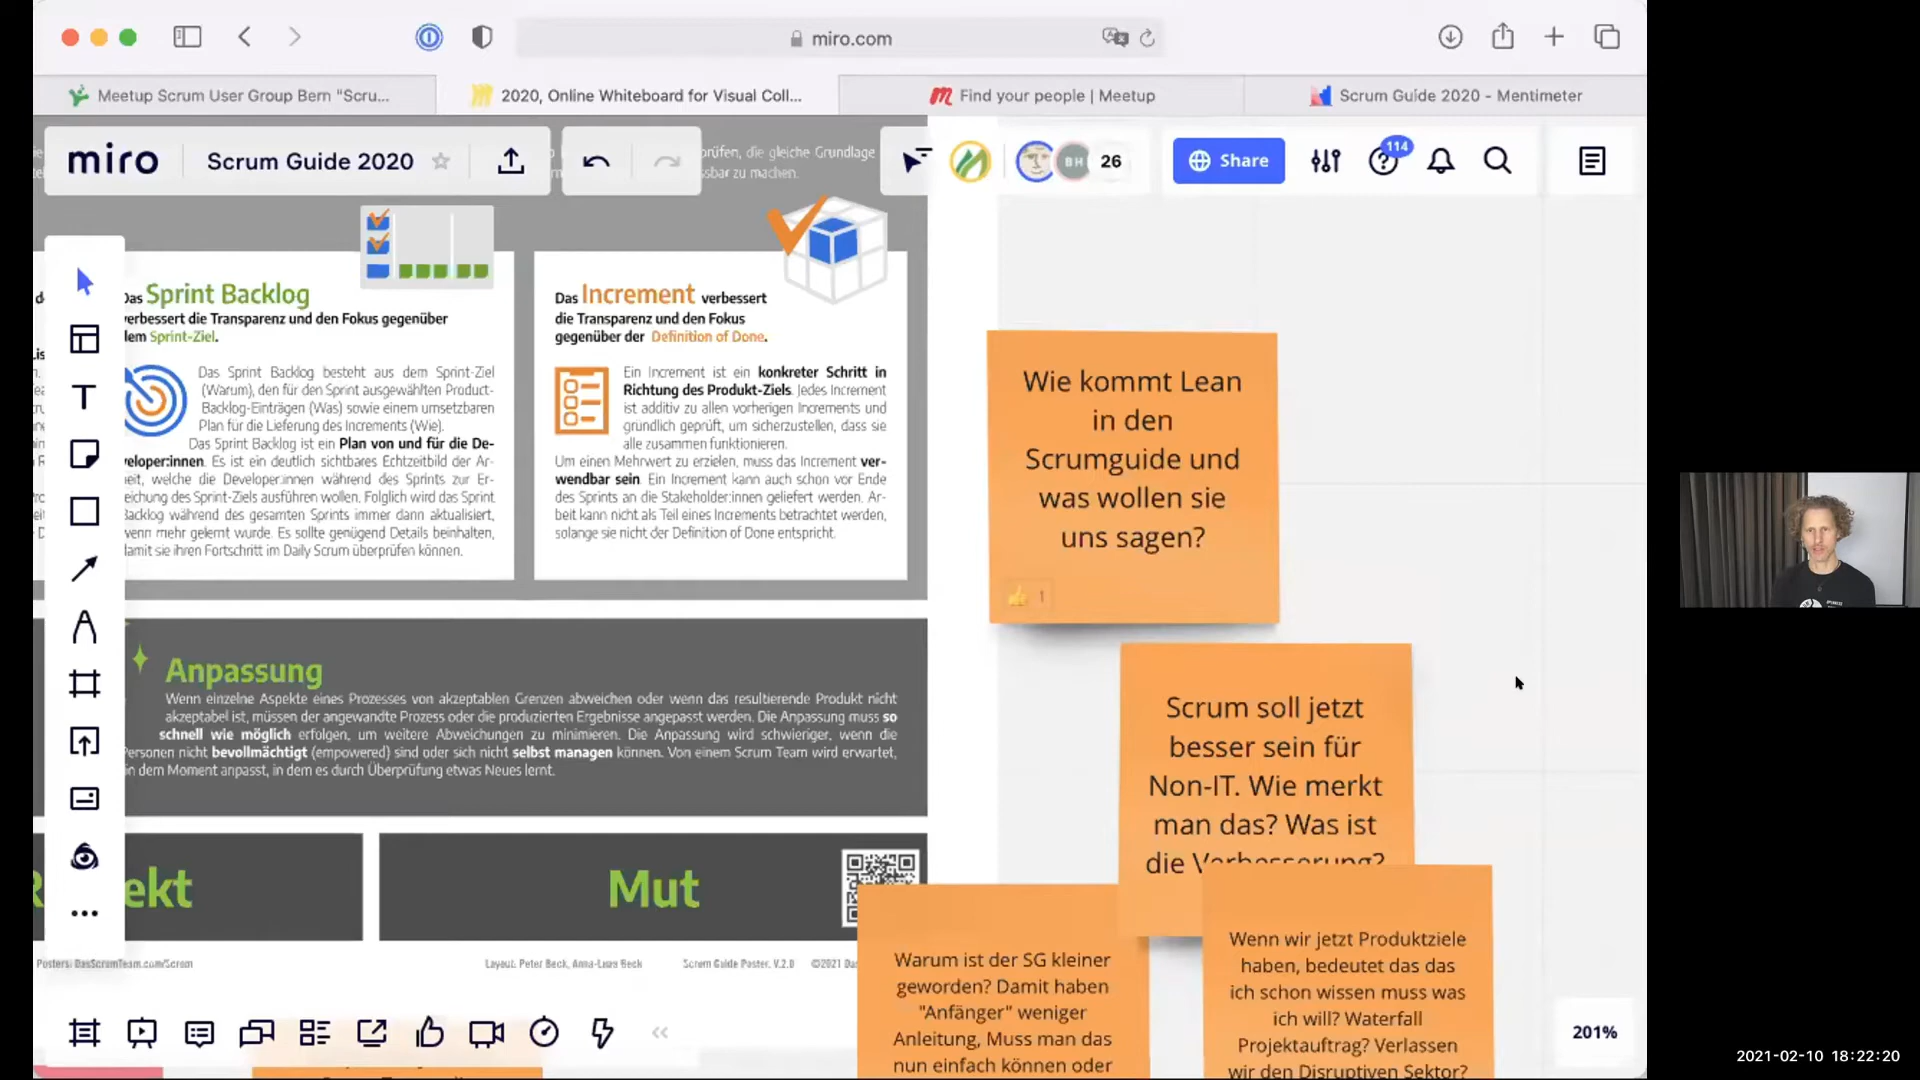 miro.com
Meetup Scrum User Group Bern "Scru...
2020, Online Whiteboard for Visual Coll...
Find your people | Meetup
Scrum Guide 2020 - Mentimeter
miro
Scrum Guide 2020
prüfen, die gleiche Grundlage
ssbar zu machen.
BH
26
Share
114
Das Sprint Backlog
verbessert die Transparenz und den Fokus gegenüber
dem Sprint-Ziel.
Das Sprint Backlog besteht aus dem Sprint-Ziel
(Warum), den für den Sprint ausgewählten Product-
Backlog-Einträgen (Was) sowie einem umsetzbaren
Plan für die Lieferung des Increments (Wie).
Das Sprint Backlog ist ein Plan von und für die De-
veloper:innen. Es ist ein deutlich sichtbares Echtzeitbild der Ar-
beit, welche die Developer:innen während des Sprints zur Er-
reichung des Sprint-Ziels ausführen wollen. Folglich wird das Sprint
Backlog während des gesamten Sprints immer dann aktualisiert,
wenn mehr gelernt wurde. Es sollte genügend Details beinhalten,
damit sie ihren Fortschritt im Daily Scrum überprüfen können.
Das Increment verbessert
die Transparenz und den Fokus
gegenüber der Definition of Done.
Ein Increment ist ein konkreter Schritt in
Richtung des Produkt-Ziels. Jedes Increment
ist additiv zu allen vorherigen Increments und
gründlich geprüft, um sicherzustellen, dass sie
alle zusammen funktionieren.
Um einen Mehrwert zu erzielen, muss das Increment ver-
wendbar sein. Ein Increment kann auch schon vor Ende
des Sprints an die Stakeholder:innen geliefert werden. Ar-
beit kann nicht als Teil eines Increments betrachtet werden,
solange sie nicht der Definition of Done entspricht.
Anpassung
Wenn einzelne Aspekte eines Prozesses von akzeptablen Grenzen abweichen oder wenn das resultierende Produkt nicht
akzeptabel ist, müssen der angewandte Prozess oder die produzierten Ergebnisse angepasst werden. Die Anpassung muss so
schnell wie möglich erfolgen, um weitere Abweichungen zu minimieren. Die Anpassung wird schwieriger, wenn die
Personen nicht bevollmächtigt (empowered) sind oder sich nicht selbst managen können. Von einem Scrum Team wird erwartet,
in dem Moment anpasst, in dem es durch Überprüfung etwas Neues lernt.
ekt
Mut
Posters: DasScrumTeam.com/Scrum
Layout: Peter Beck, Anna-Lena Beck
Scrum Guide Poster, V.2.0
©2021 Das
Wie kommt Lean
in den
Scrumguide und
was wollen sie
uns sagen?
1
Scrum soll jetzt
besser sein für
Non-IT. Wie merkt
man das? Was ist
die Verbesserung?
Warum ist der SG kleiner
geworden? Damit haben
"Anfänger" weniger
Anleitung, Muss man das
nun einfach können oder
Wenn wir jetzt Produktziele
haben, bedeutet das das
ich schon wissen muss was
ich will? Waterfall
Projektauftrag? Verlassen
wir den Disruptiven Sektor?
201%
2021-02-10 18:22:20